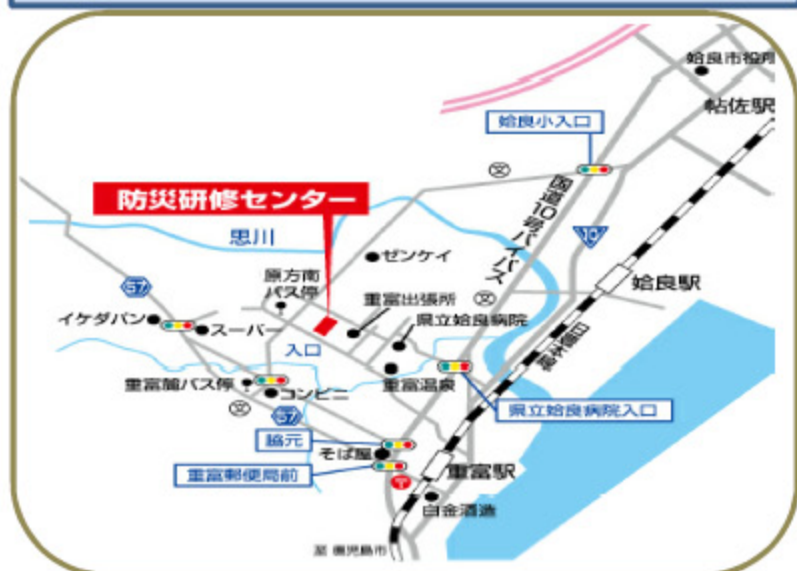 姶良市役所
帖佐駅
姶良小入口
文
国道10号バイパス
防災研修センター
思川
ゼンケイ
10
姶良駅
57
原方南
バス停
文
重富出張所
イケダパン
スーパー
県立姶良病院
入口
日豊本線
重富麓バス停
コンビニ
重富温泉
文
57
県立姶良病院入口
脇元
そば屋
重富郵便局前
重富駅
〒
白金酒造
至 鹿児島市